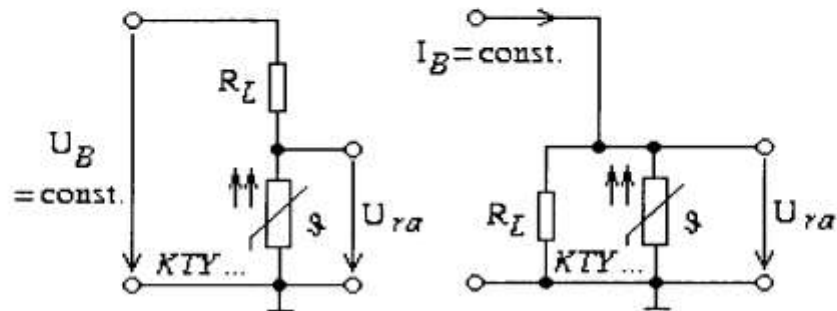 R_L
U_B
=const.
ϑ
U_ra
KTY...
I_B=const.
R_L
ϑ
U_ra
KTY...